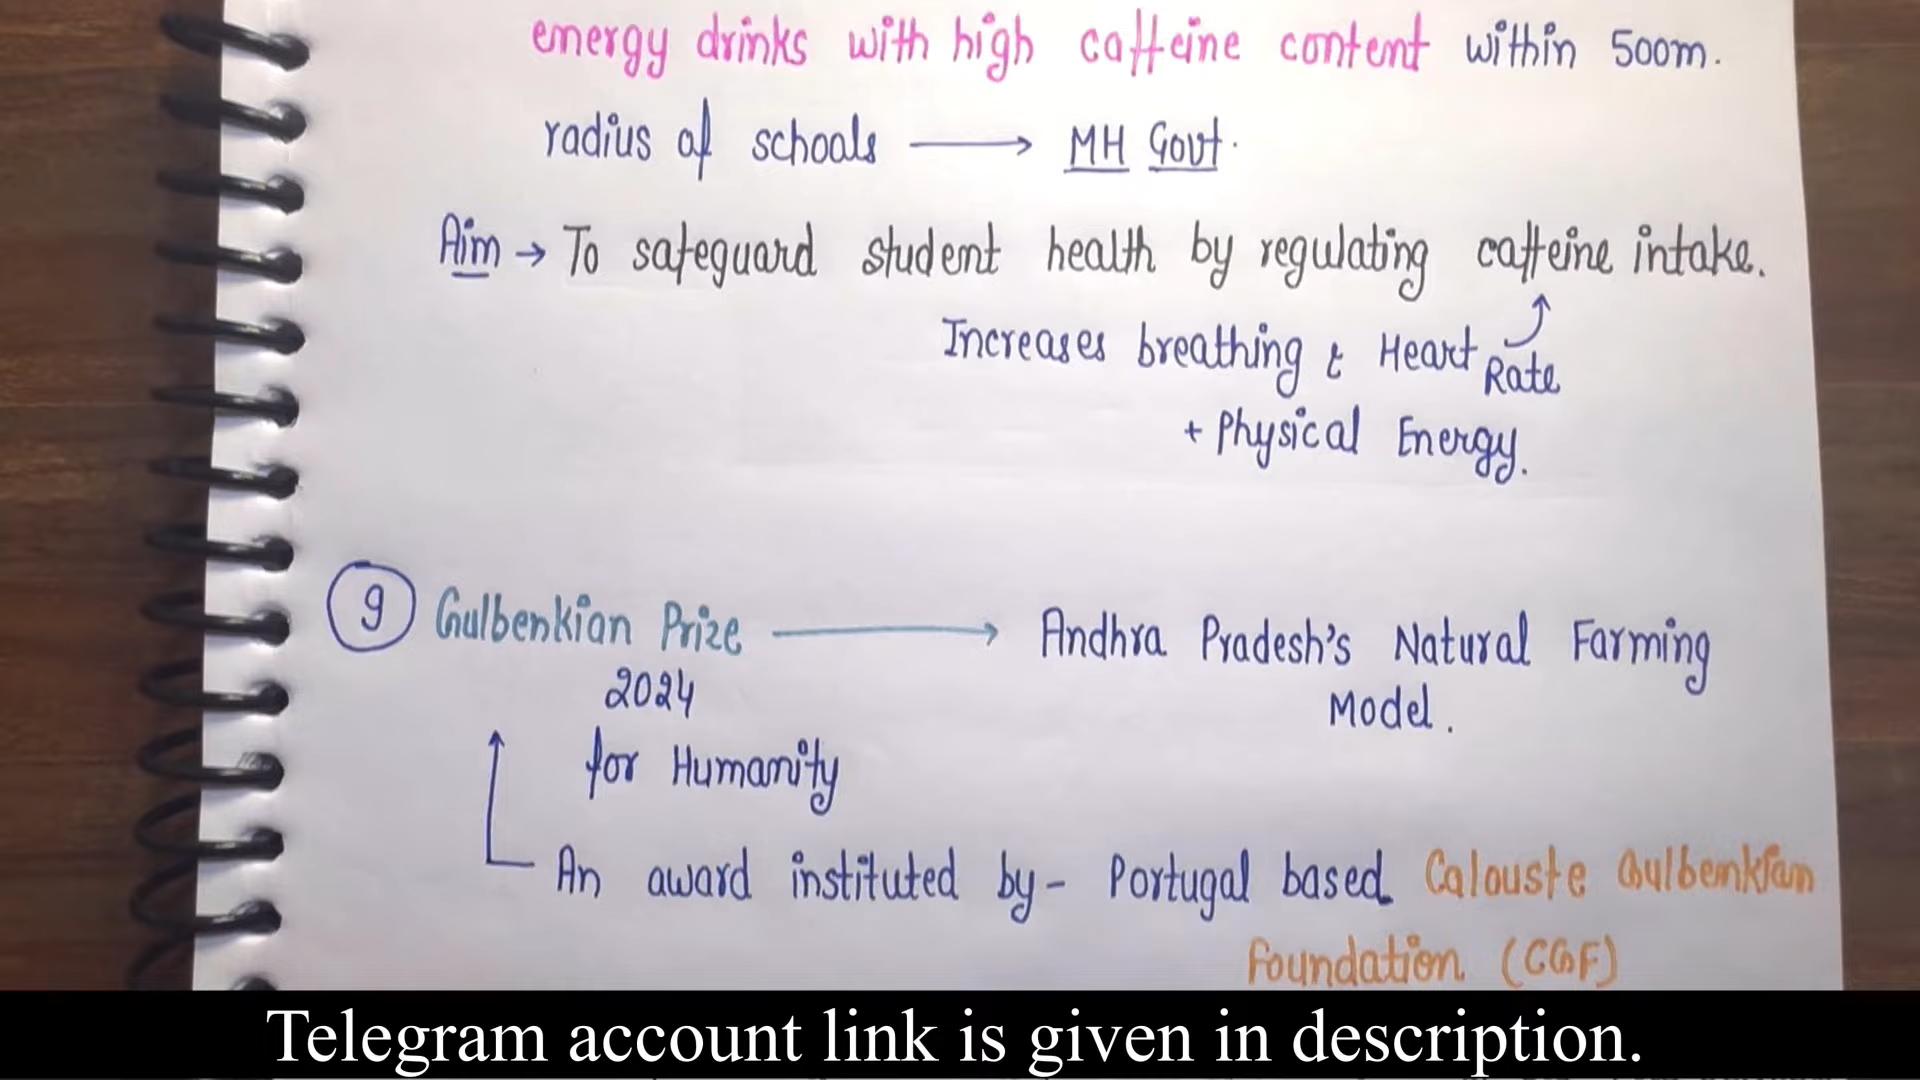 energy drinks with high caffeine content within 500m.
radius of schools → MH Govt.
Aim → To safeguard student health by regulating caffeine intake.
Increases breathing & Heart Rate
+ Physical Energy.
9 Gulbenkian Prize → Andhra Pradesh's Natural Farming
2024 Model.
for Humanity
An award instituted by - Portugal based Calouste Gulbenkian
Foundation (CGF)
Telegram account link is given in description.